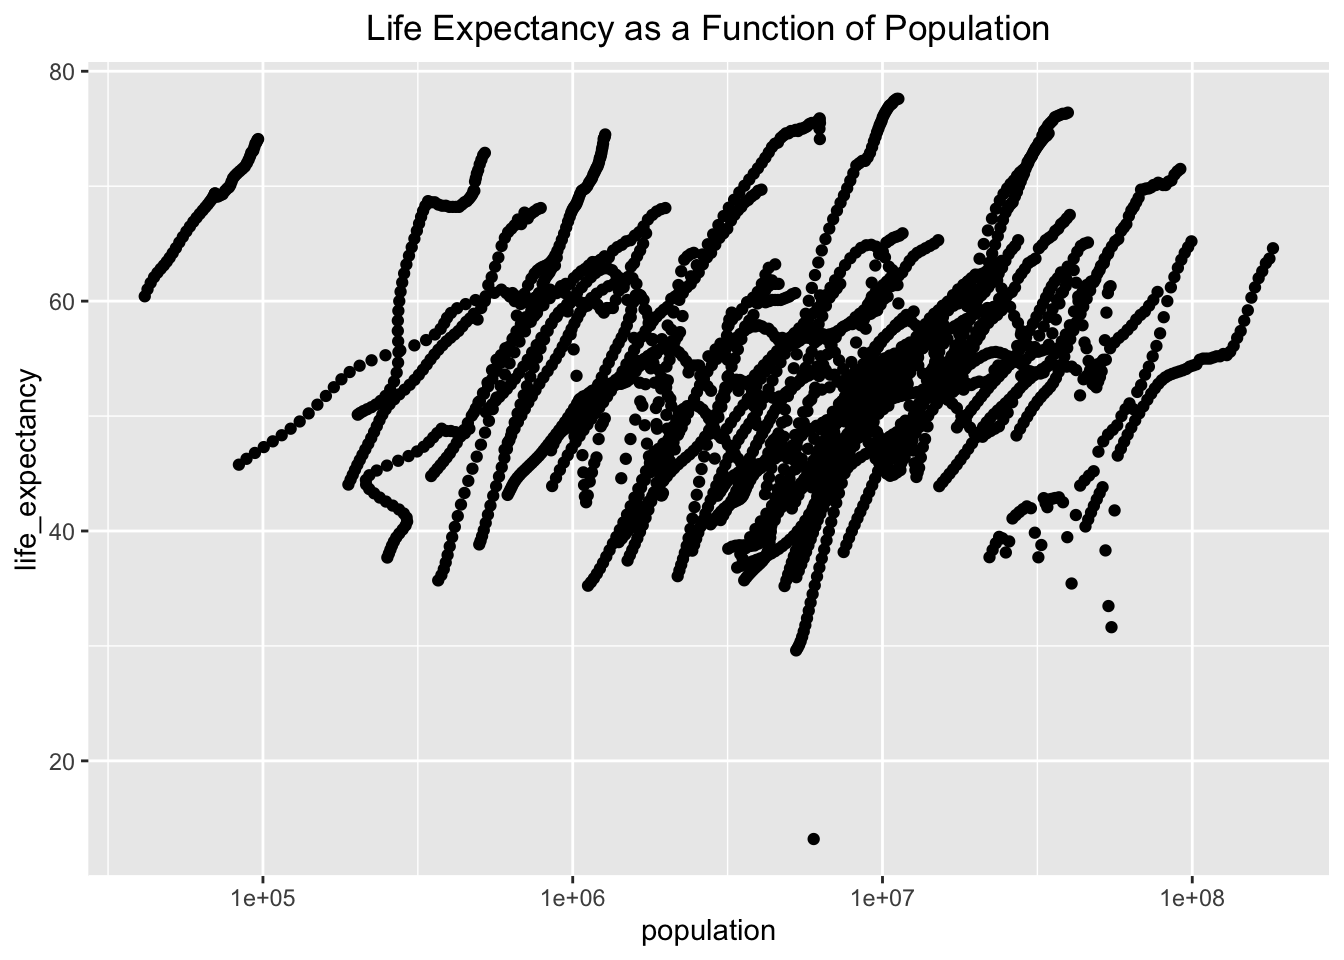 Life Expectancy as a Function of Population
80
60
40
20
life_expectancy
1e+05 1e+06 1e+07 1e+08
population